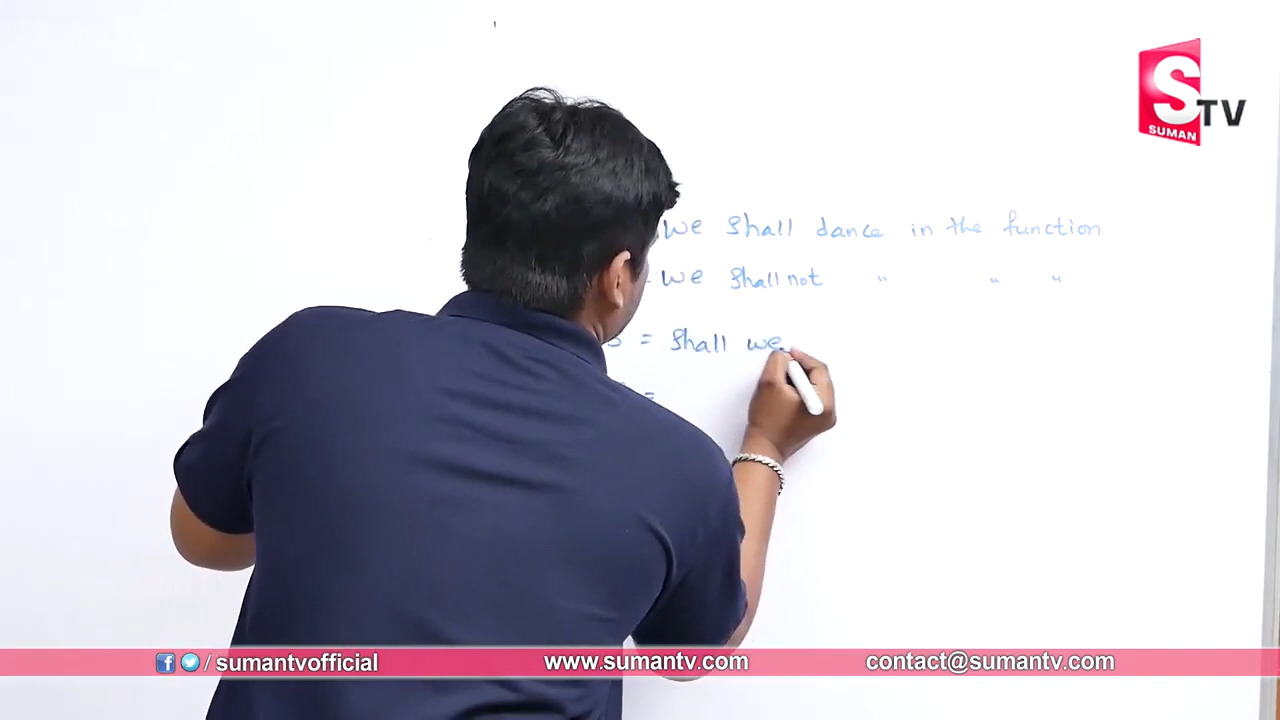 S TV
SUMAN
we shall dance in the function
- we shall not " " "
= shall we
=
/ sumantvofficial www.sumantv.com contact@sumantv.com